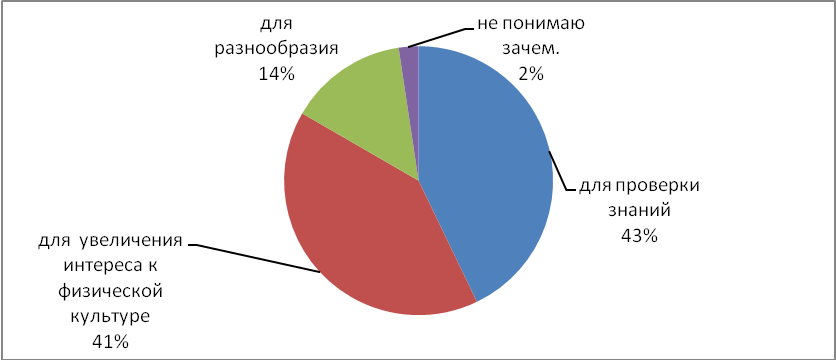 для
разнообразия
14%
не понимаю
зачем.
2%
для проверки
знаний
43%
для увеличения
интереса к
физической
культуре
41%